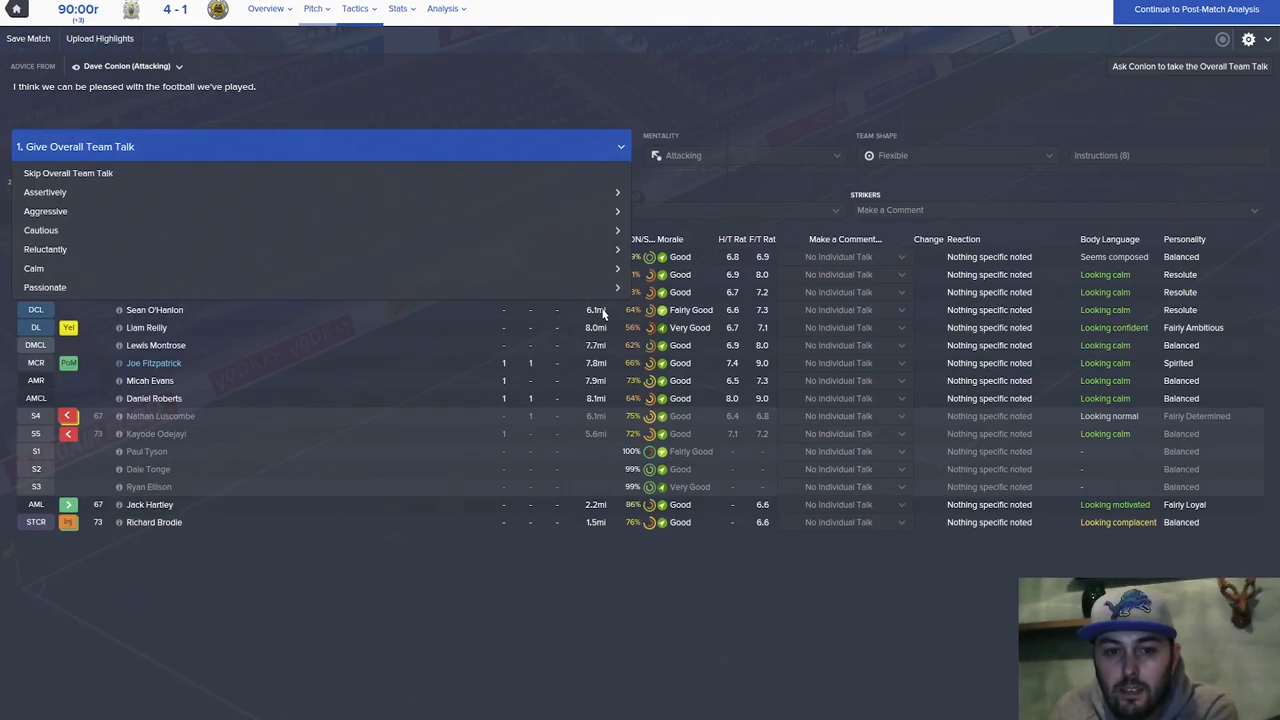 90:00r
(+3)
4 - 1
Overview
Pitch
Tactics
Stats
Analysis
Continue to Post-Match Analysis
Save Match
Upload Highlights
ADVICE FROM
Dave Conlon (Attacking)
Ask Conlon to take the Overall Team Talk
I think we can be pleased with the football we've played.
1. Give Overall Team Talk
MENTALITY
TEAM SHAPE
Attacking
Flexible
Instructions (8)
Skip Overall Team Talk
Assertively
Aggressive
Cautious
Reluctantly
Calm
Passionate
STRIKERS
Make a Comment
ON/S... Morale H/T Rat F/T Rat Make a Comment... Change Reaction Body Language Personality
9% Good 6.8 6.9 No Individual Talk Nothing specific noted Seems composed Balanced
Good 6.9 8.0 No Individual Talk Nothing specific noted Looking calm Resolute
3% Good 6.7 7.2 No Individual Talk Nothing specific noted Looking calm Resolute
DCL Sean O'Hanlon - - - 6.1mi 64% Fairly Good 6.6 7.3 No Individual Talk Nothing specific noted Looking calm Resolute
DL Yel Liam Reilly - - - 8.0mi 56% Very Good 6.7 7.1 No Individual Talk Nothing specific noted Looking confident Fairly Ambitious
DMCL Lewis Montrose - - - 7.7mi 62% Good 6.9 8.0 No Individual Talk Nothing specific noted Looking calm Balanced
MCR PoM Joe Fitzpatrick 1 1 - 7.8mi 66% Good 7.4 9.0 No Individual Talk Nothing specific noted Looking calm Spirited
AMR Micah Evans 1 - - 7.9mi 73% Good 6.5 7.3 No Individual Talk Nothing specific noted Looking calm Balanced
AMCL Daniel Roberts 1 1 - 8.1mi 64% Good 8.0 9.0 No Individual Talk Nothing specific noted Looking calm Balanced
S4 67 Nathan Luscombe - 1 - 6.1mi 75% Good 6.4 6.8 No Individual Talk Nothing specific noted Looking normal Fairly Determined
S5 73 Kayode Odejayi 1 - - 5.6mi 72% Good 7.1 7.2 No Individual Talk Nothing specific noted Looking calm Balanced
S1 Paul Tyson 100% Fairly Good - - No Individual Talk Nothing specific noted - Balanced
S2 Dale Tonge 99% Good - - No Individual Talk Nothing specific noted - Balanced
S3 Ryan Ellison 99% Very Good - - No Individual Talk Nothing specific noted - Balanced
AML 67 Jack Hartley - - - 2.2mi 86% Good - 6.6 No Individual Talk Nothing specific noted Looking motivated Fairly Loyal
STCR Inj 73 Richard Brodie - - - 1.5mi 76% Good - 6.6 No Individual Talk Nothing specific noted Looking complacent Balanced